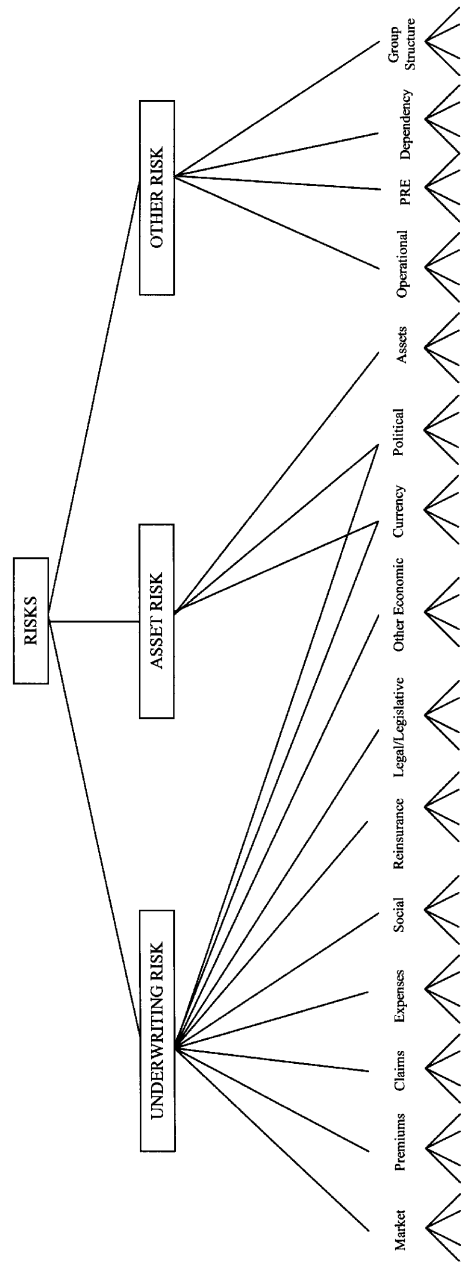 RISKS
UNDERWRITING RISK
ASSET RISK
OTHER RISK
Market
Premiums
Claims
Expenses
Social
Reinsurance
Legal/Legislative
Other Economic
Currency
Political
Assets
Operational
PRE
Dependency
Group
Structure